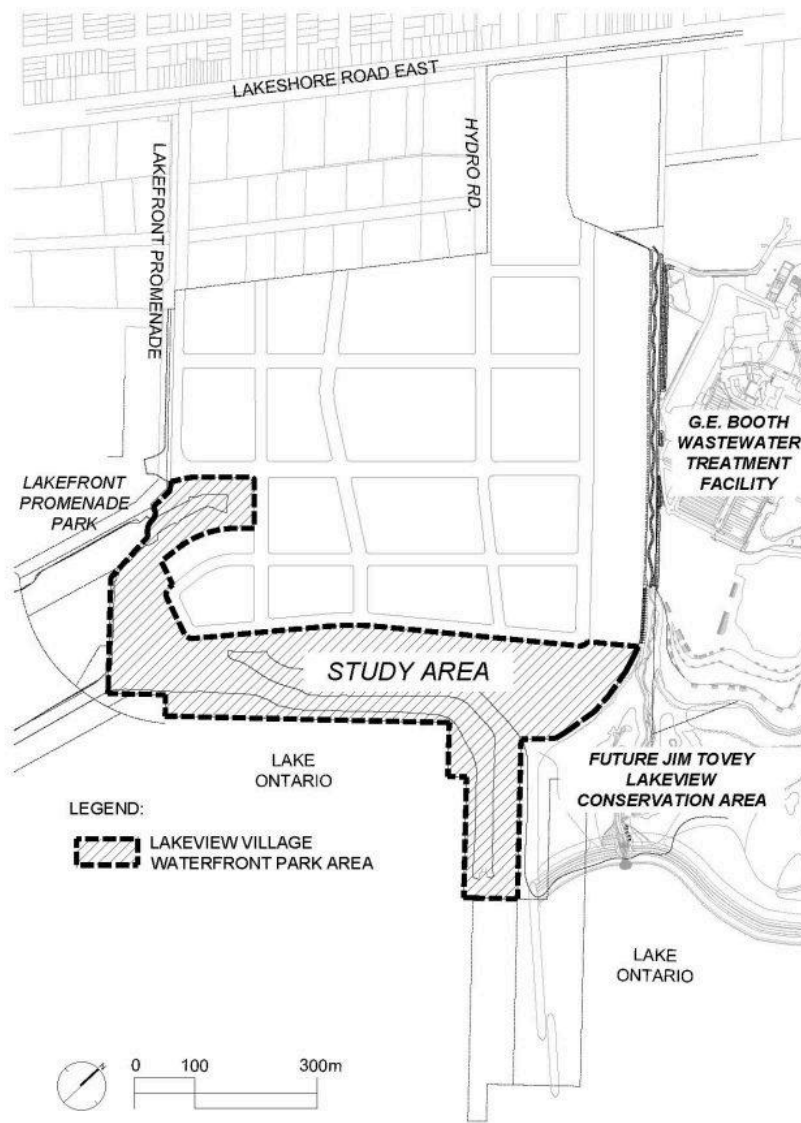 LAKESHORE ROAD EAST
LAKEFRONT PROMENADE
HYDRO RD.
G.E. BOOTH
WASTEWATER
TREATMENT
FACILITY
LAKEFRONT
PROMENADE
PARK
STUDY AREA
LAKE
ONTARIO
FUTURE JIM TOVEY
LAKEVIEW
CONSERVATION AREA
LEGEND:
LAKEVIEW VILLAGE
WATERFRONT PARK AREA
LAKE
ONTARIO
N
0 100 300m